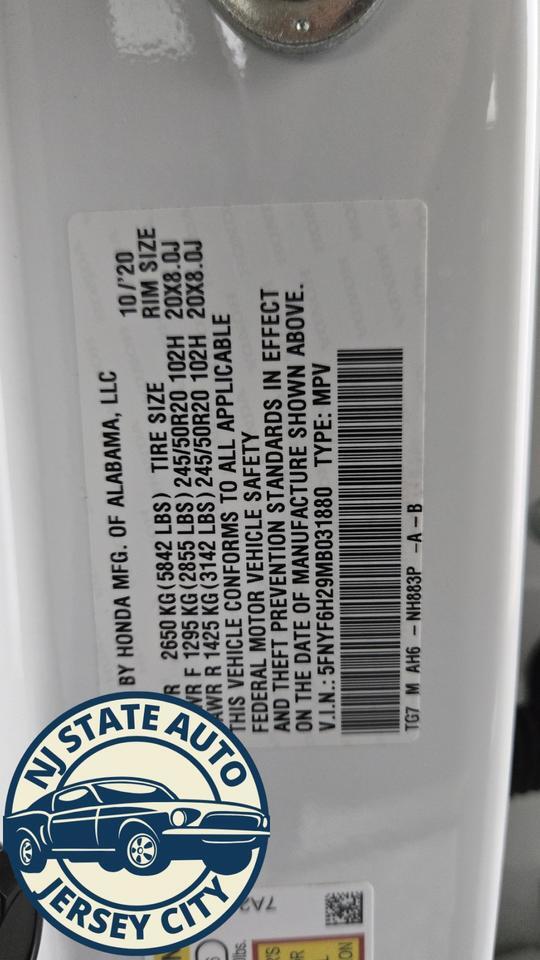 BY HONDA MFG. OF ALABAMA, LLC 10/'20
R 2650 KG (5842 LBS) TIRE SIZE RIM SIZE
WR F 1295 KG (2855 LBS) 245/50R20 102H 20X8.0J
WR R 1425 KG (3142 LBS) 245/50R20 102H 20X8.0J
THIS VEHICLE CONFORMS TO ALL APPLICABLE
FEDERAL MOTOR VEHICLE SAFETY
AND THEFT PREVENTION STANDARDS IN EFFECT
ON THE DATE OF MANUFACTURE SHOWN ABOVE.
V.I.N.: 5FNYF6H29MB031880 TYPE: MPV
TG7 M AH6 - NH883P -A-B
NJ STATE AUTO
JERSEY CITY
lbs.